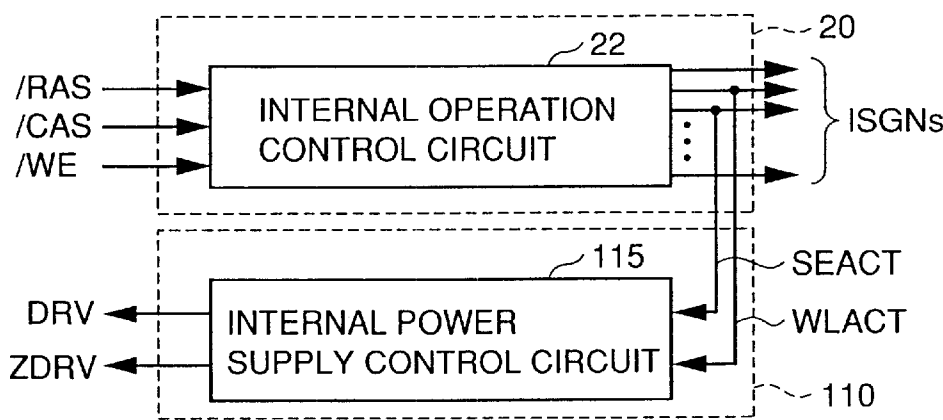 20
22
/RAS
/CAS
/WE
INTERNAL OPERATION
CONTROL CIRCUIT
ISGNs
115
SEACT
DRV
ZDRV
INTERNAL POWER
SUPPLY CONTROL CIRCUIT
WLACT
110